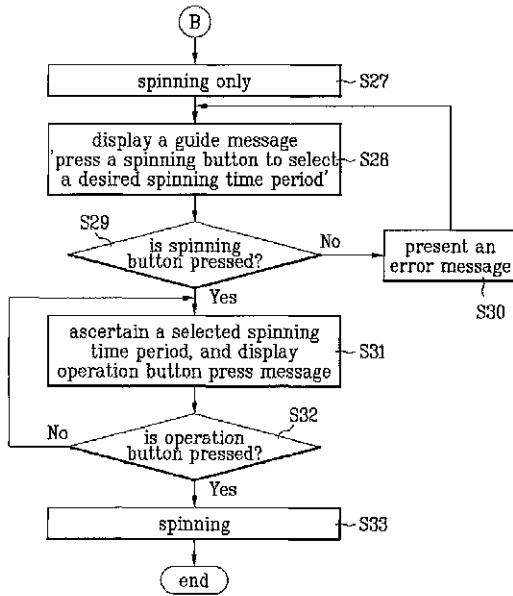 B
spinning only
S27
display a guide message
'press a spinning button to select
a desired spinning time period'
S28
S29
is spinning
button pressed?
No
present an
error message
S30
Yes
ascertain a selected spinning
time period, and display
operation button press message
S31
S32
No
is operation
button pressed?
Yes
spinning
S33
end